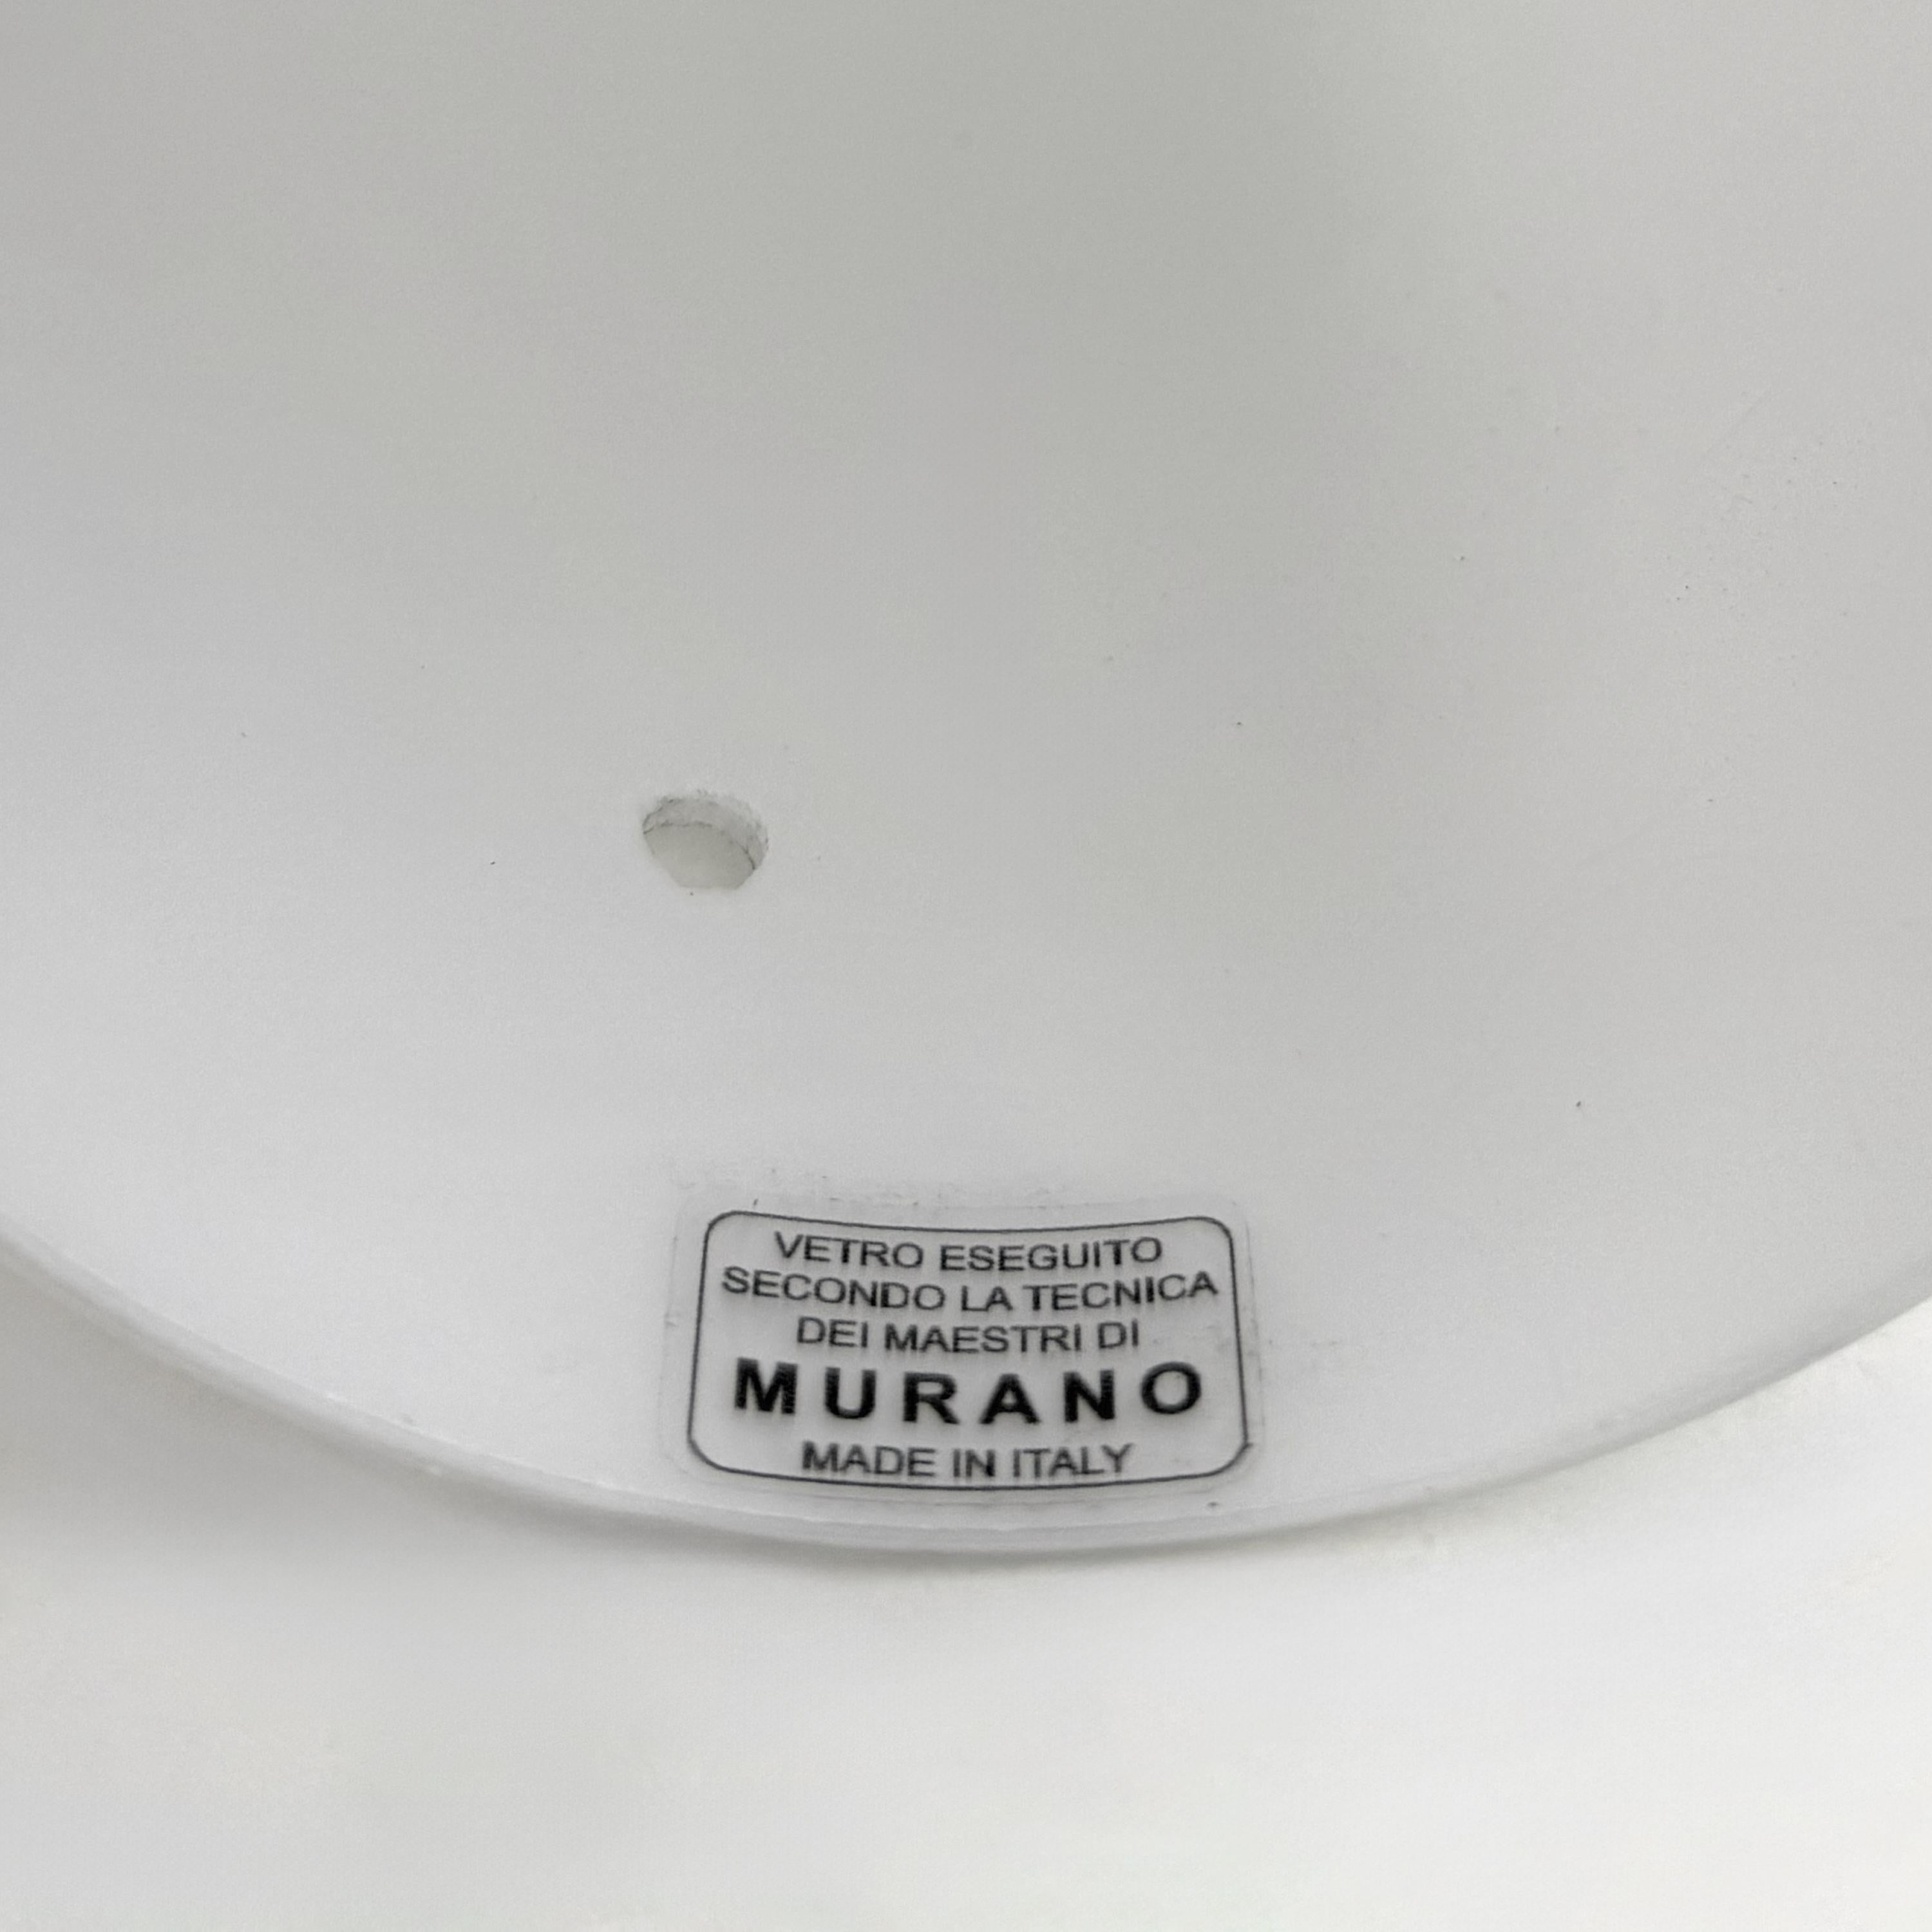 VETRO ESEGUITO
SECONDO LA TECNICA
DEI MAESTRI DI
MURANO
MADE IN ITALY